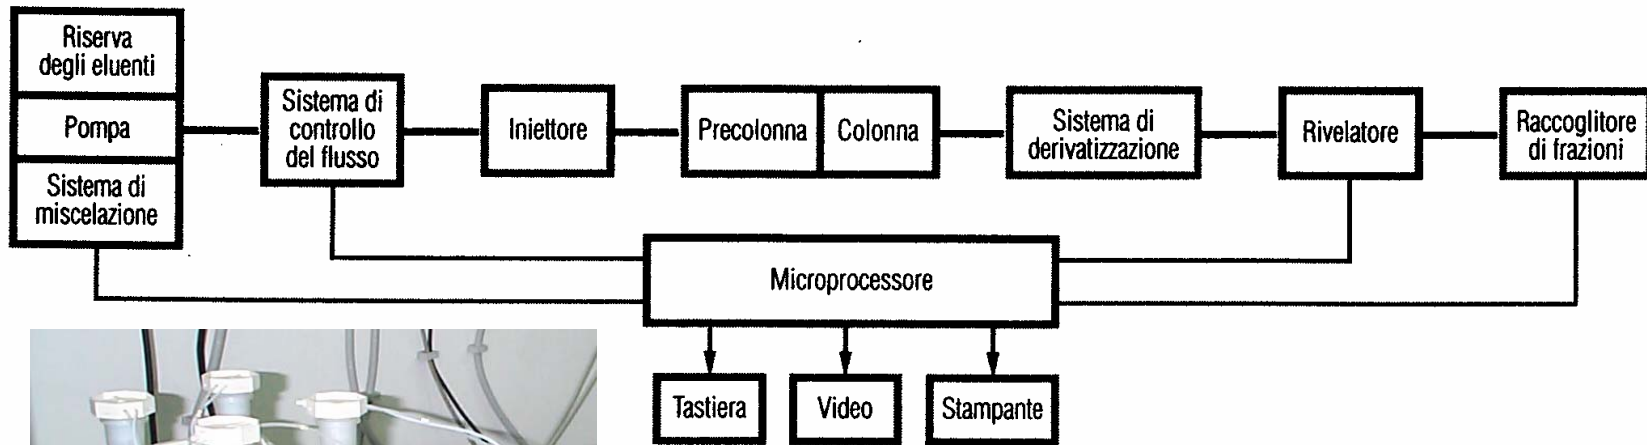 Riserva
degli eluenti
Pompa
Sistema di
miscelazione
Sistema di
controllo
del flusso
Iniettore
Precolonna
Colonna
Sistema di
derivatizzazione
Rivelatore
Raccoglitore
di frazioni
Microprocessore
Tastiera
Video
Stampante